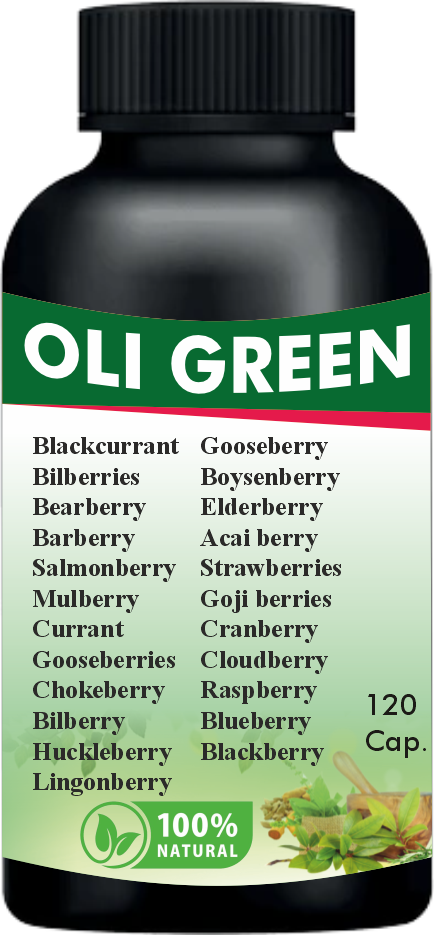 OLI GREEN
Blackcurrant
Bilberries
Bearberry
Barberry
Salmonberry
Mulberry
Currant
Gooseberries
Chokeberry
Bilberry
Huckleberry
Lingonberry
Gooseberry
Boysenberry
Elderberry
Acai berry
Strawberries
Goji berries
Cranberry
Cloudberry
Raspberry
Blueberry
Blackberry
120
Cap.
100%
NATURAL